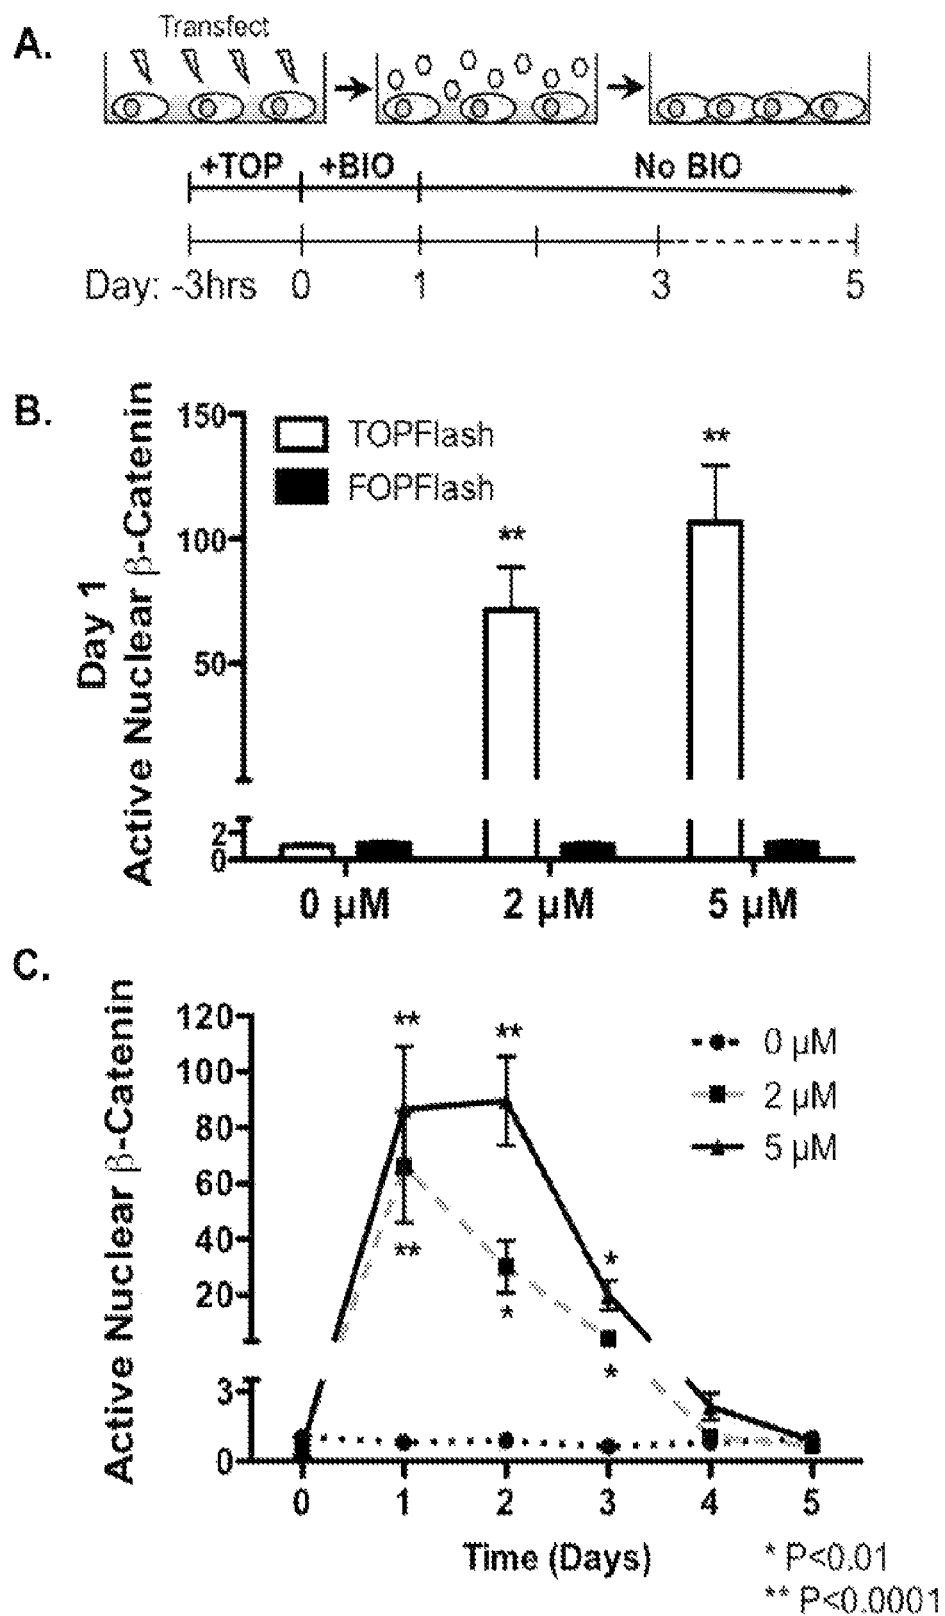 A.
Transfect
+TOP +BIO No BIO
Day: -3hrs 0 1 3 5
B.
Day 1
Active Nuclear β-Catenin
150
100
50
2
0
TOPFlash
FOPFlash
**
**
0 µM 2 µM 5 µM
C.
Active Nuclear β-Catenin
120
100
80
60
40
20
3
0
** **
** * *
*
0 µM
2 µM
5 µM
0 1 2 3 4 5
Time (Days)
* P<0.01
** P<0.0001